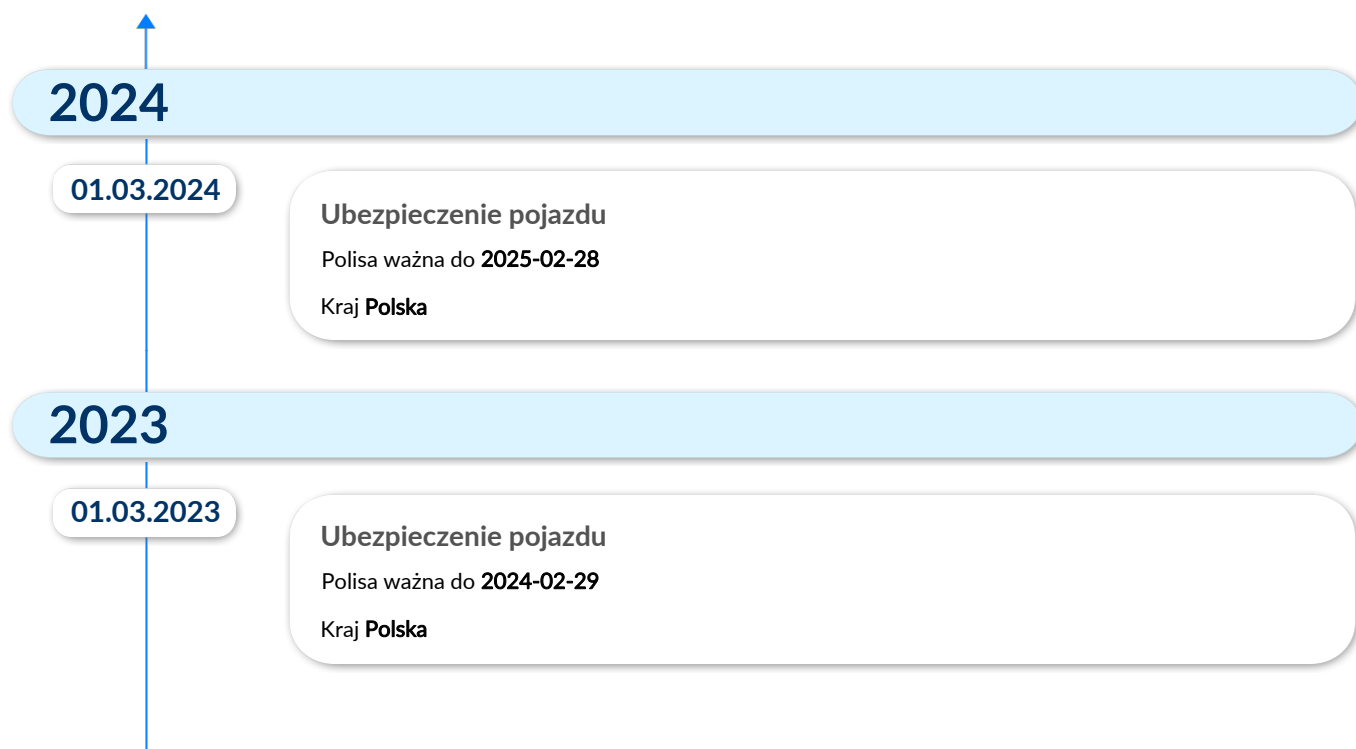 2024
01.03.2024
Ubezpieczenie pojazdu
Polisa ważna do 2025-02-28
Kraj Polska
2023
01.03.2023
Ubezpieczenie pojazdu
Polisa ważna do 2024-02-29
Kraj Polska